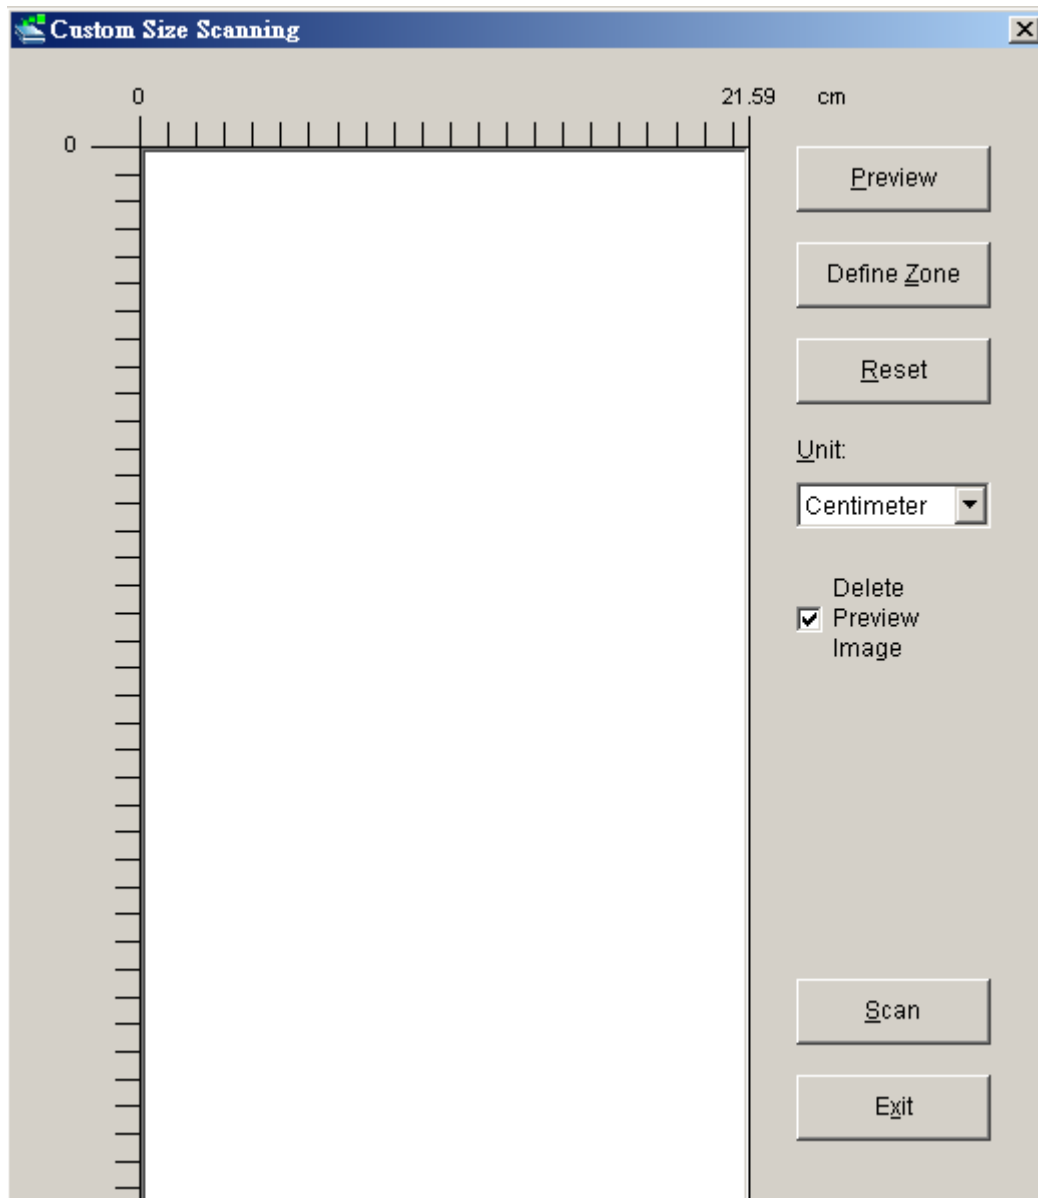 Custom Size Scanning
0 21.59 cm
0
Preview
Define Zone
Reset
Unit:
Centimeter
Delete
Preview
Image
Scan
Exit